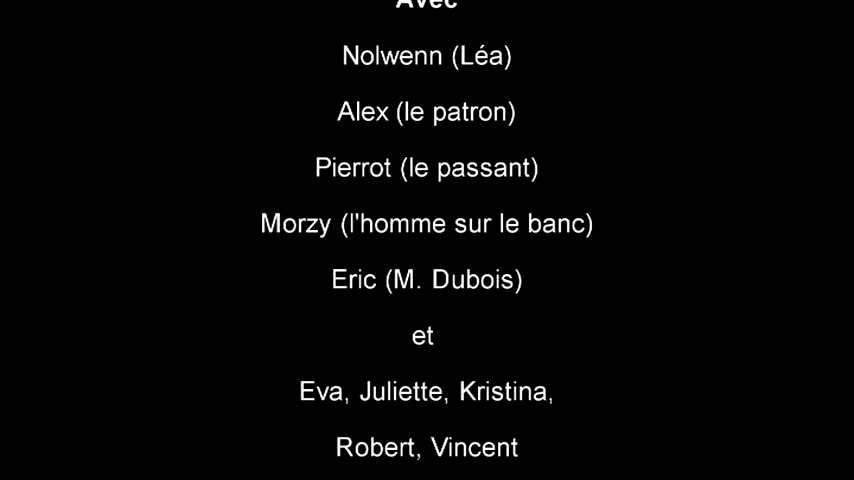 Avec
Nolwenn (Léa)
Alex (le patron)
Pierrot (le passant)
Morzy (l'homme sur le banc)
Eric (M. Dubois)
et
Eva, Juliette, Kristina,
Robert, Vincent